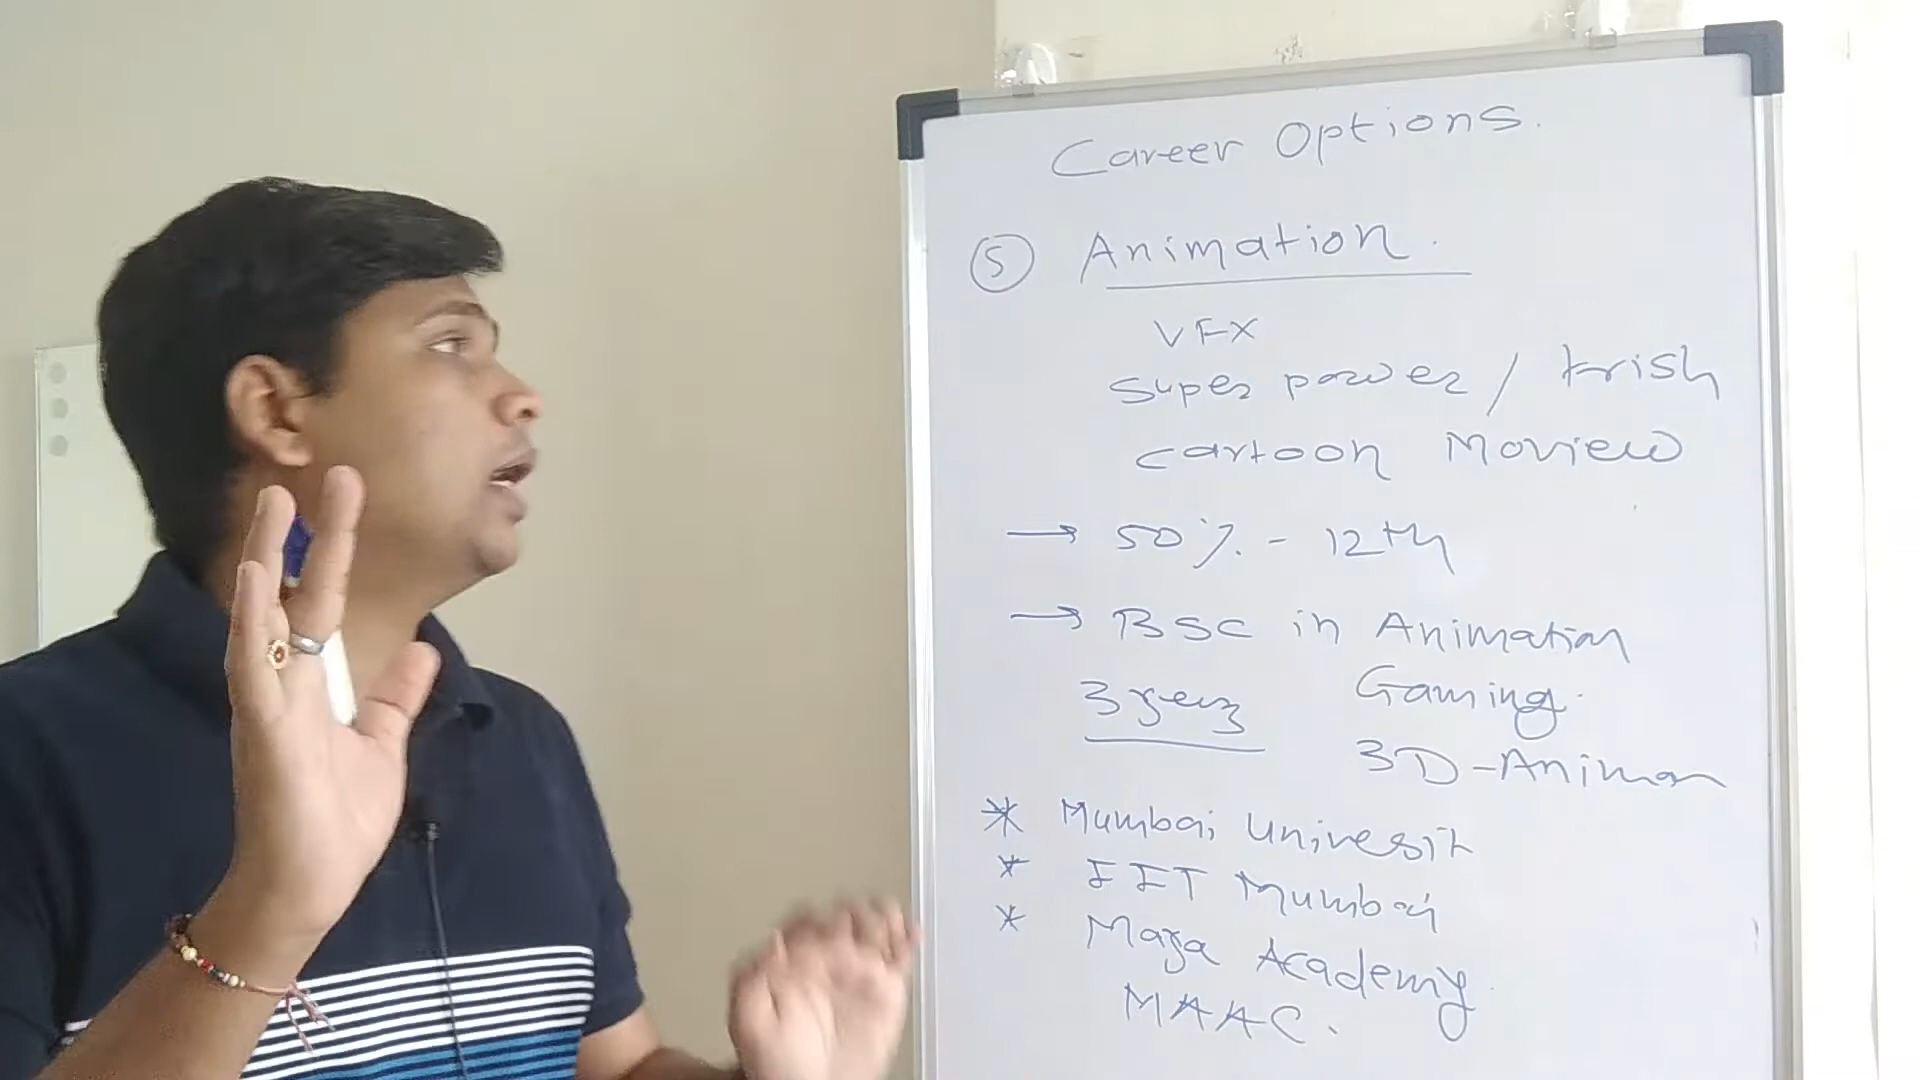 Career Options.
5 Animation.
VFX
Super power / krish
cartoon Moview
→ 50% - 12th
→ BSC in Animation
3 year Gaming.
3D-Animan
* Mumbai Univesit
* IIT Mumbai
* Maya Academy.
MAAC.